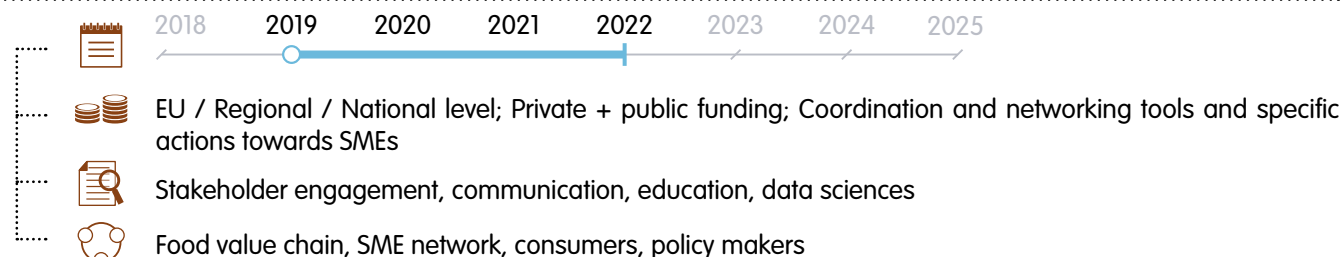 2018 2019 2020 2021 2022 2023 2024 2025
EU / Regional / National level; Private + public funding; Coordination and networking tools and specific
actions towards SMEs
Stakeholder engagement, communication, education, data sciences
Food value chain, SME network, consumers, policy makers